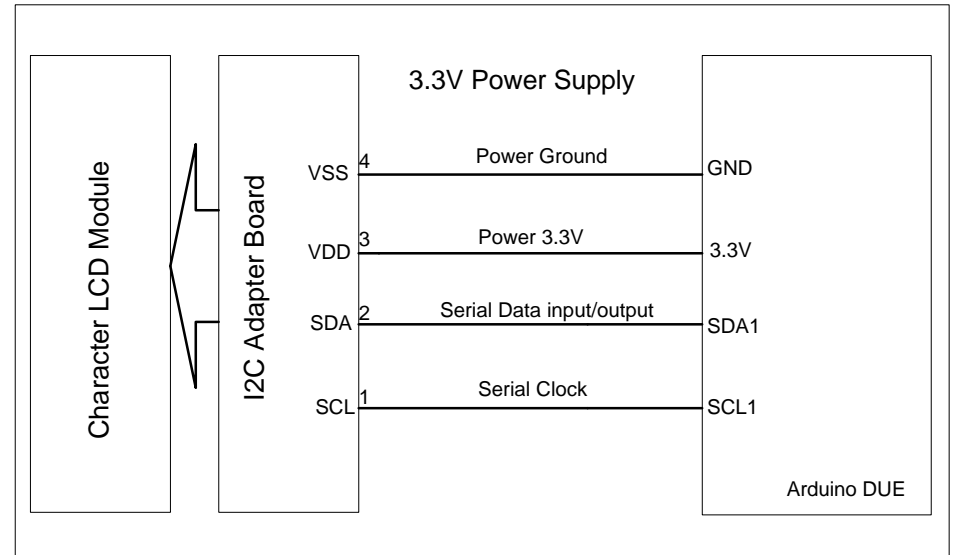 3.3V Power Supply
Character LCD Module
I2C Adapter Board
VSS 4 Power Ground GND
VDD 3 Power 3.3V 3.3V
SDA 2 Serial Data input/output SDA1
SCL 1 Serial Clock SCL1
Arduino DUE